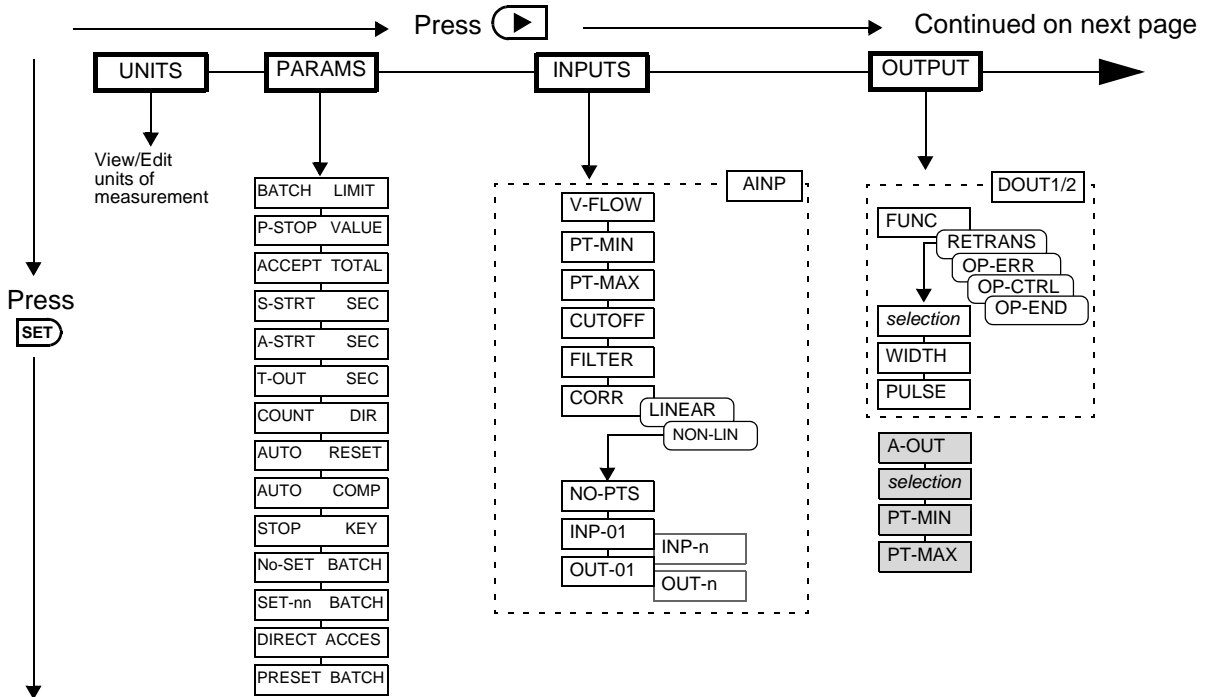 Press
Continued on next page
UNITS
PARAMS
INPUTS
OUTPUT
Press
SET
View/Edit
units of
measurement
BATCH LIMIT
P-STOP VALUE
ACCEPT TOTAL
S-STRT SEC
A-STRT SEC
T-OUT SEC
COUNT DIR
AUTO RESET
AUTO COMP
STOP KEY
No-SET BATCH
SET-nn BATCH
DIRECT ACCES
PRESET BATCH
AINP
V-FLOW
PT-MIN
PT-MAX
CUTOFF
FILTER
CORR
LINEAR
NON-LIN
NO-PTS
INP-01
INP-n
OUT-01
OUT-n
DOUT1/2
FUNC
RETRANS
OP-ERR
OP-CTRL
OP-END
selection
WIDTH
PULSE
A-OUT
selection
PT-MIN
PT-MAX